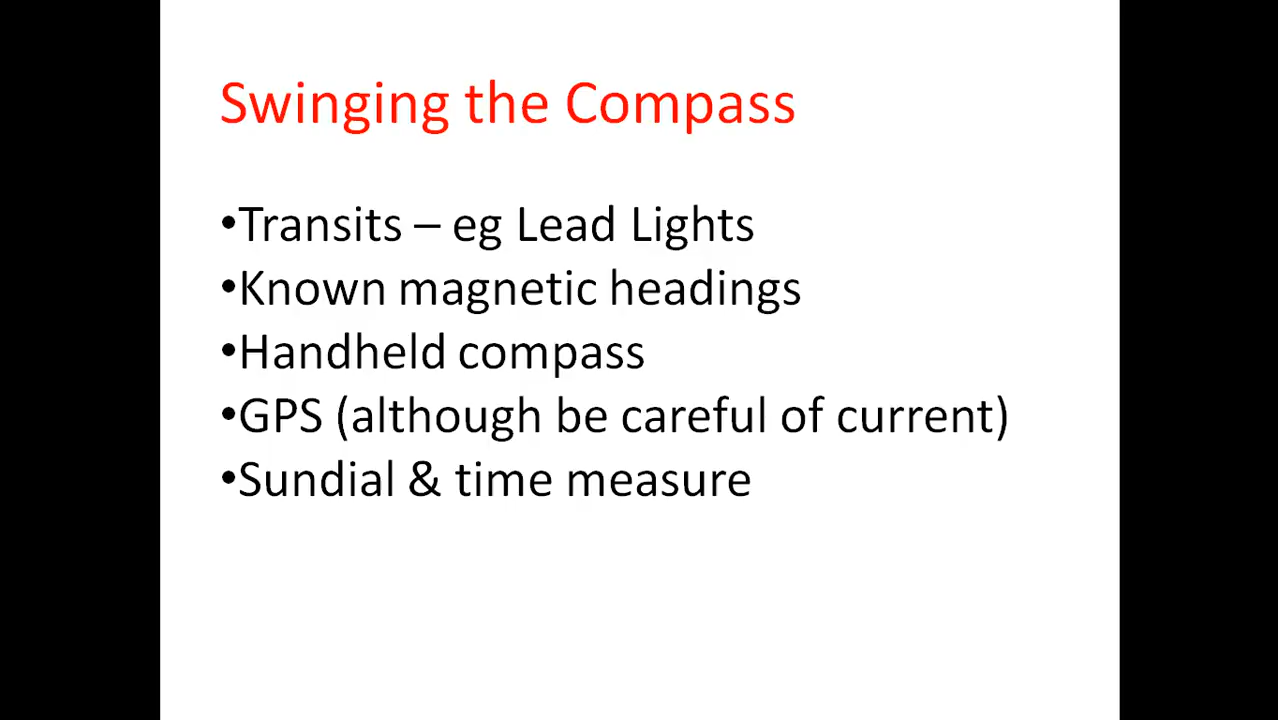 Swinging the Compass
•Transits – eg Lead Lights
•Known magnetic headings
•Handheld compass
•GPS (although be careful of current)
•Sundial & time measure